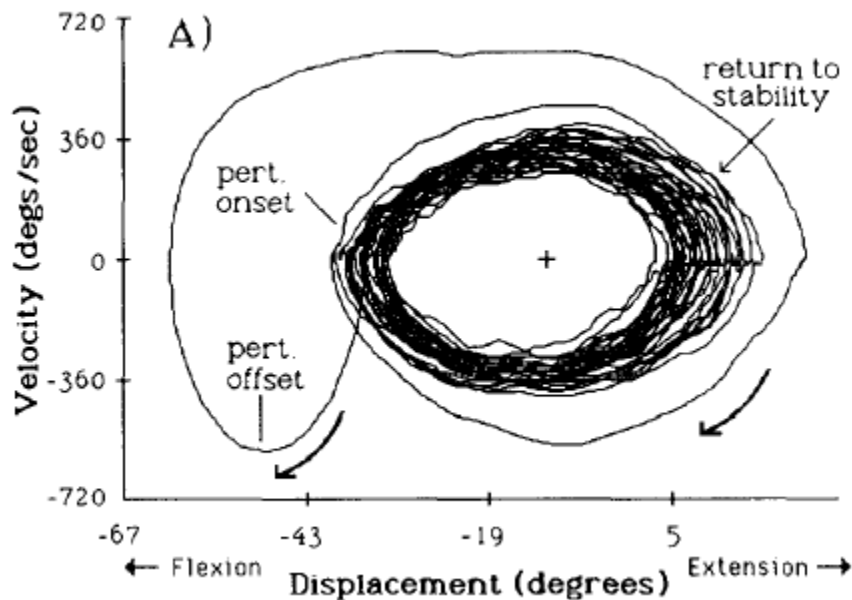 A)
720
360
0
-360
-720
Velocity (degs/sec)
return to
stability
pert.
onset
+
pert.
offset
-67
-43
-19
5
← Flexion
Extension →
Displacement (degrees)